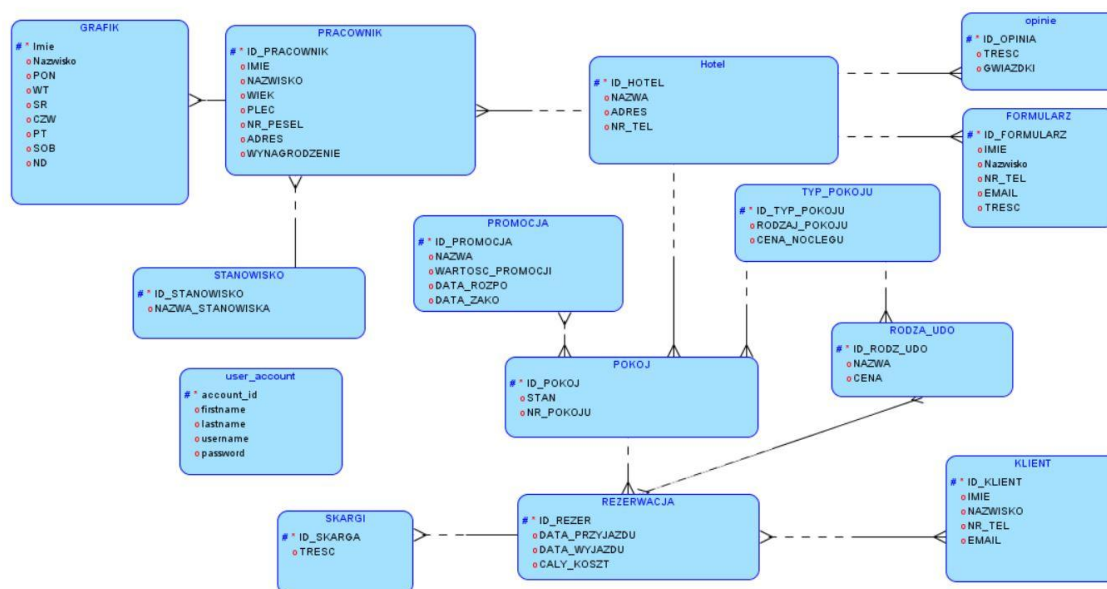 GRAFIK
# * Imie
o Nazwisko
o PON
o WT
o SR
o CZW
o PT
o SOB
o ND
PRACOWNIK
# * ID_PRACOWNIK
o IMIE
o NAZWISKO
o WIEK
o PLEC
o NR_PESEL
o ADRES
o WYNAGRODZENIE
Hotel
# * ID_HOTEL
o NAZWA
o ADRES
o NR_TEL
opinie
# * ID_OPINIA
o TRESC
o GWIAZDKI
FORMULARZ
# * ID_FORMULARZ
o IMIE
o Nazwisko
o NR_TEL
o EMAIL
o TRESC
TYP_POKOJU
# * ID_TYP_POKOJU
o RODZAJ_POKOJU
o CENA_NOCLEGU
PROMOCJA
# * ID_PROMOCJA
o NAZWA
o WARTOSC_PROMOCJI
o DATA_ROZPO
o DATA_ZAKO
STANOWISKO
# * ID_STANOWISKO
o NAZWA_STANOWISKA
RODZA_UDO
# * ID_RODZ_UDO
o NAZWA
o CENA
POKOJ
# * ID_POKOJ
o STAN
o NR_POKOJU
user_account
# * account_id
o firstname
o lastname
o username
o password
KLIENT
# * ID_KLIENT
o IMIE
o NAZWISKO
o NR_TEL
o EMAIL
REZERWACJA
# * ID_REZER
o DATA_PRZYJAZDU
o DATA_WYJAZDU
o CALY_KOSZT
SKARGI
# * ID_SKARGA
o TRESC